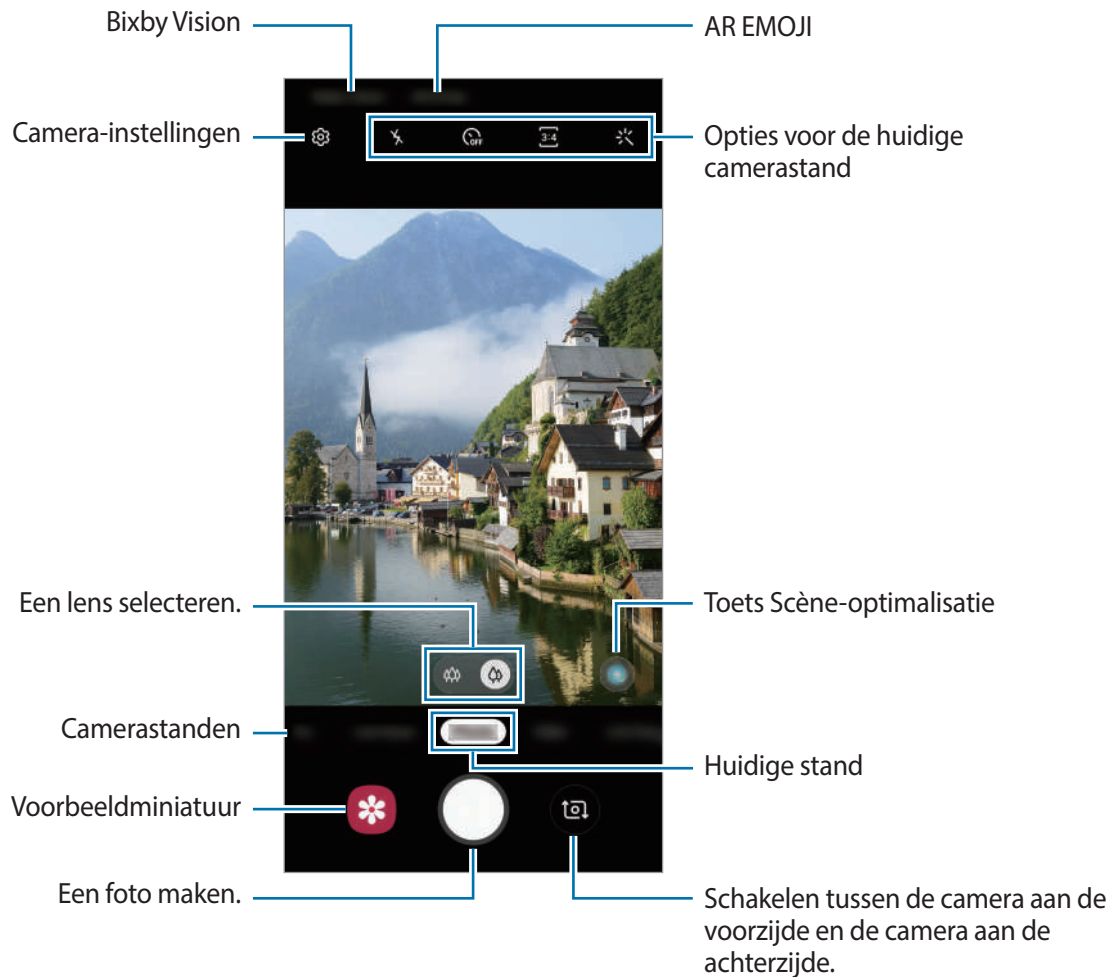 Bixby Vision
AR EMOJI
Camera-instellingen
OFF
3:4
Opties voor de huidige
camerastand
Een lens selecteren.
Toets Scène-optimalisatie
Camerastanden
Huidige stand
Voorbeeldminiatuur
Een foto maken.
Schakelen tussen de camera aan de
voorzijde en de camera aan de
achterzijde.